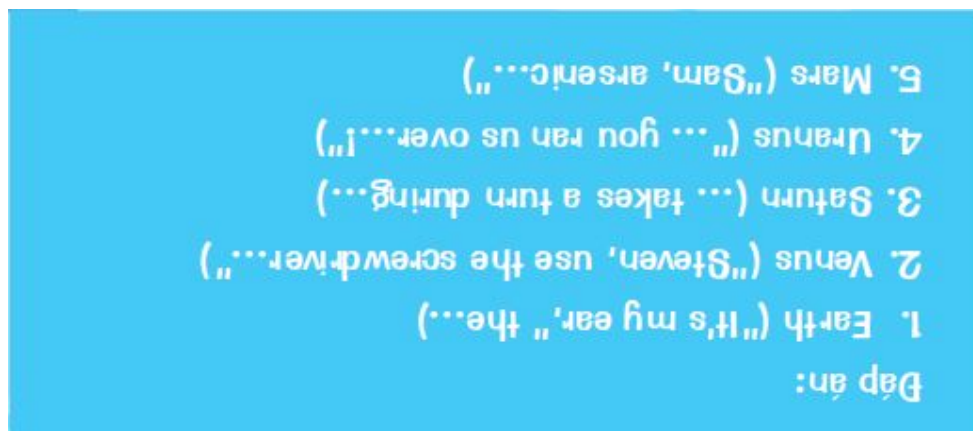 Đáp án:
1. Earth ("It's my ear," the...)
2. Venus ("Steven, use the screwdriver...")
3. Saturn (... takes a turn during...)
4. Uranus ("... you ran us over...!")
5. Mars ("Sam, arsenic...")